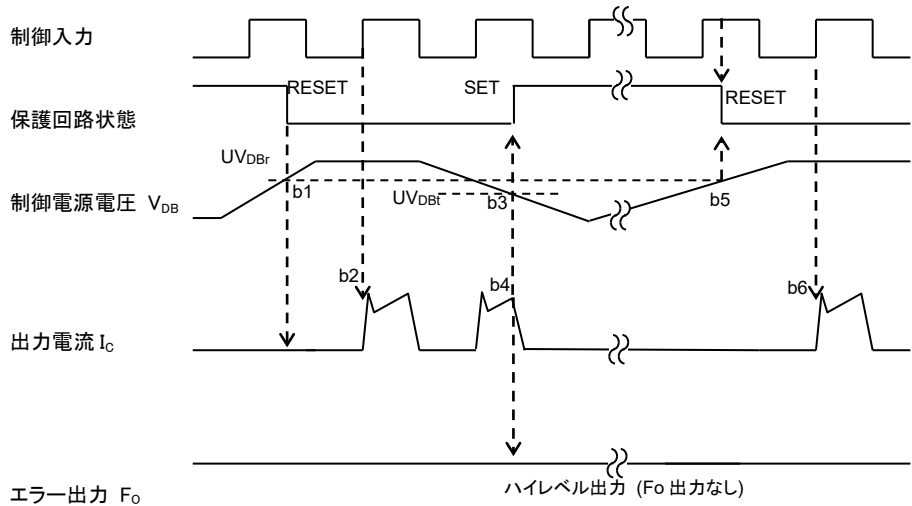 制御入力
RESET
SET
RESET
保護回路状態
UVDBr
b1
制御電源電圧 VDB
UVDBt
b3
b5
b2
b4
b6
出力電流 IC
ハイレベル出力 (Fo 出力なし)
エラー出力 FO